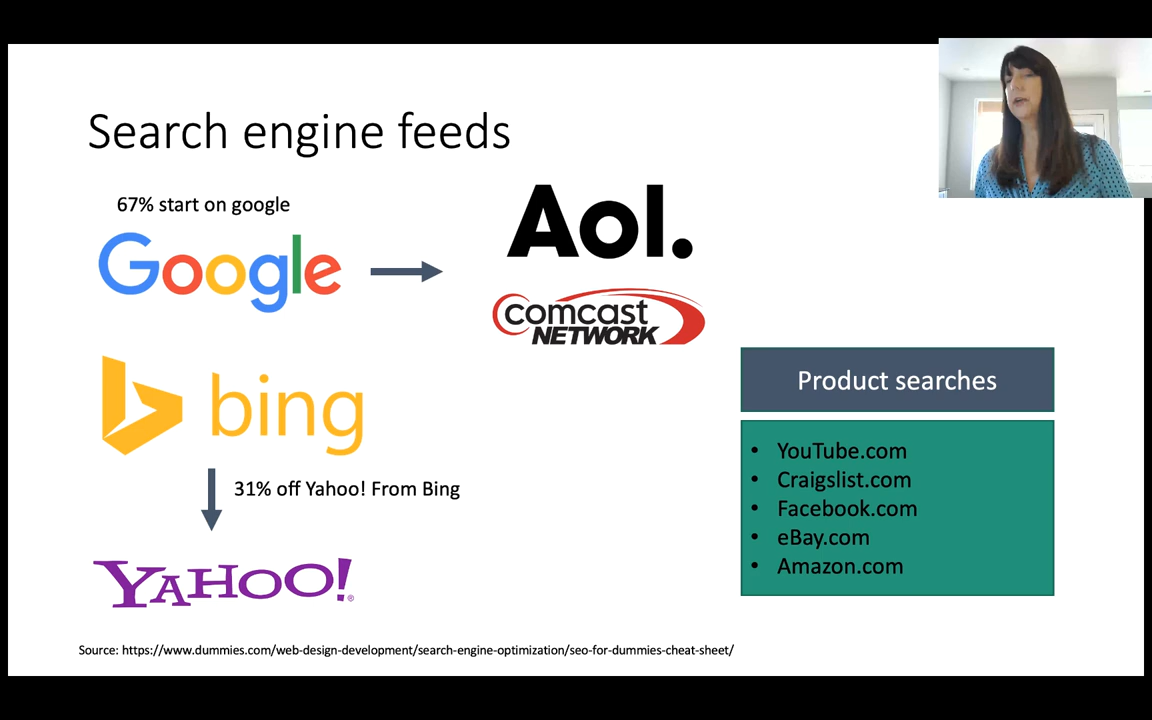 Search engine feeds
67% start on google
Google
Aol.
comcast
NETWORK
bing
31% off Yahoo! From Bing
YAHOO!®
Product searches
• YouTube.com
• Craigslist.com
• Facebook.com
• eBay.com
• Amazon.com
Source: https://www.dummies.com/web-design-development/search-engine-optimization/seo-for-dummies-cheat-sheet/